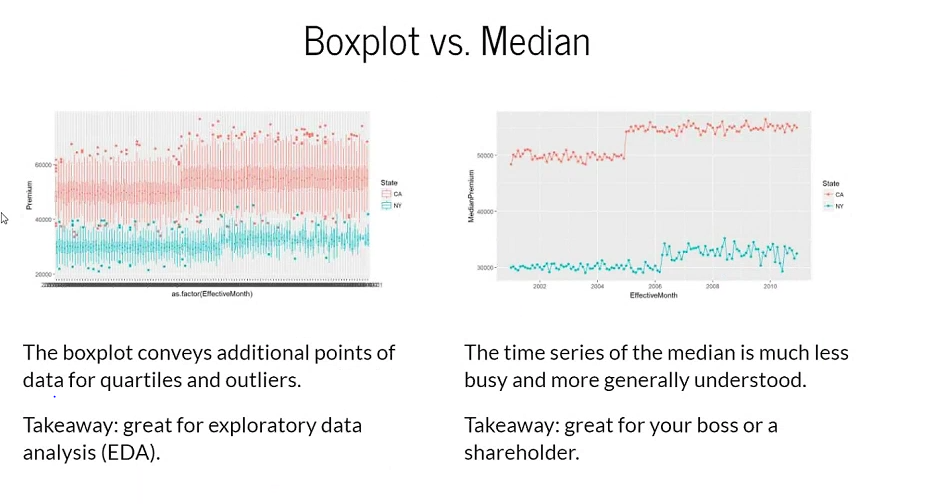 Boxplot vs. Median
60000
40000
20000
Premium
as.factor(EffectiveMonth)
State
CA
NY
50000
40000
30000
MedianPremium
2002
2004
2006
2008
2010
EffectiveMonth
State
CA
NY
The boxplot conveys additional points of
data for quartiles and outliers.
Takeaway: great for exploratory data
analysis (EDA).
The time series of the median is much less
busy and more generally understood.
Takeaway: great for your boss or a
shareholder.